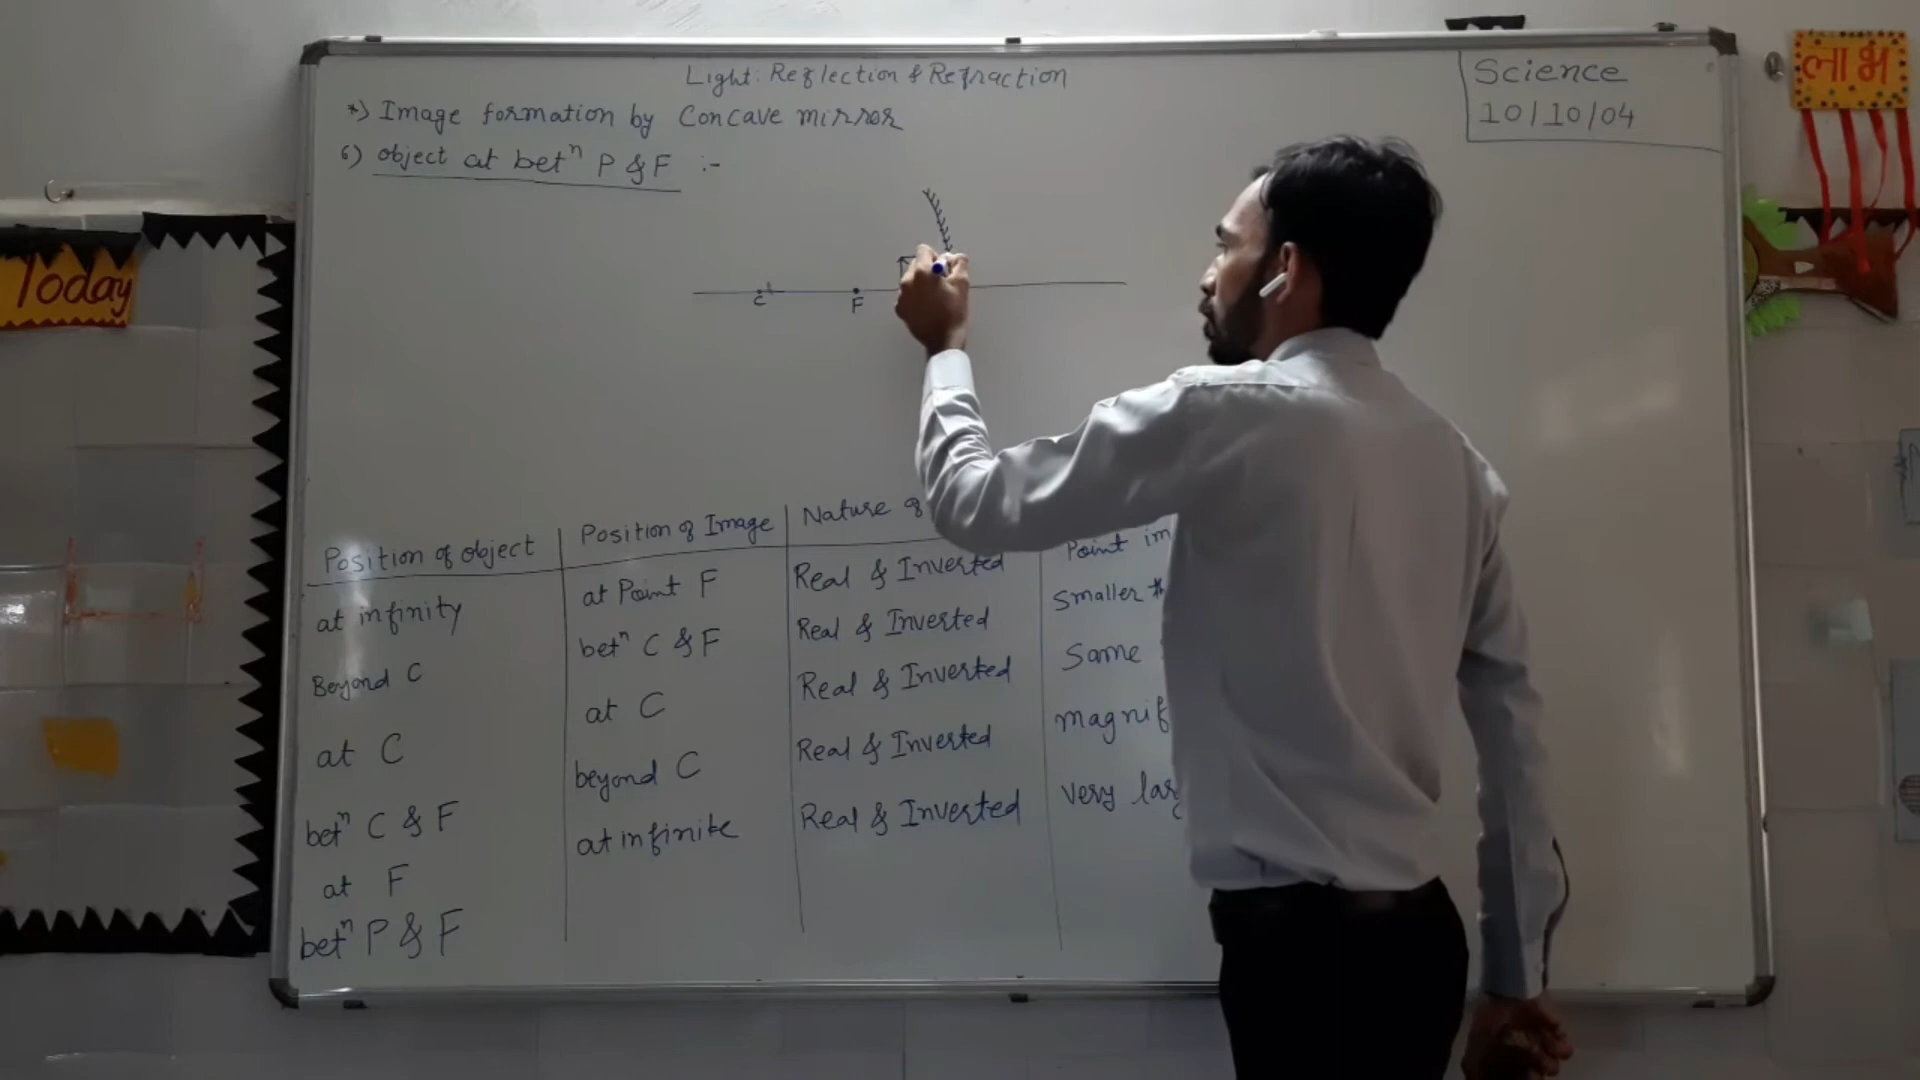 Light: Reflection & Refraction
Science
10/10/04
*) Image formation by Concave mirror
6) object at betⁿ P & F :-
C F
Today
लाभ
Position of object | Position of Image | Nature of
at infinity | at Point F | Real & Inverted | Point im
Beyond C | betⁿ C & F | Real & Inverted | Smaller *
at C | at C | Real & Inverted | Same
betⁿ C & F | beyond C | Real & Inverted | magnif
at F | at infinite | Real & Inverted | very lar
betⁿ P & F